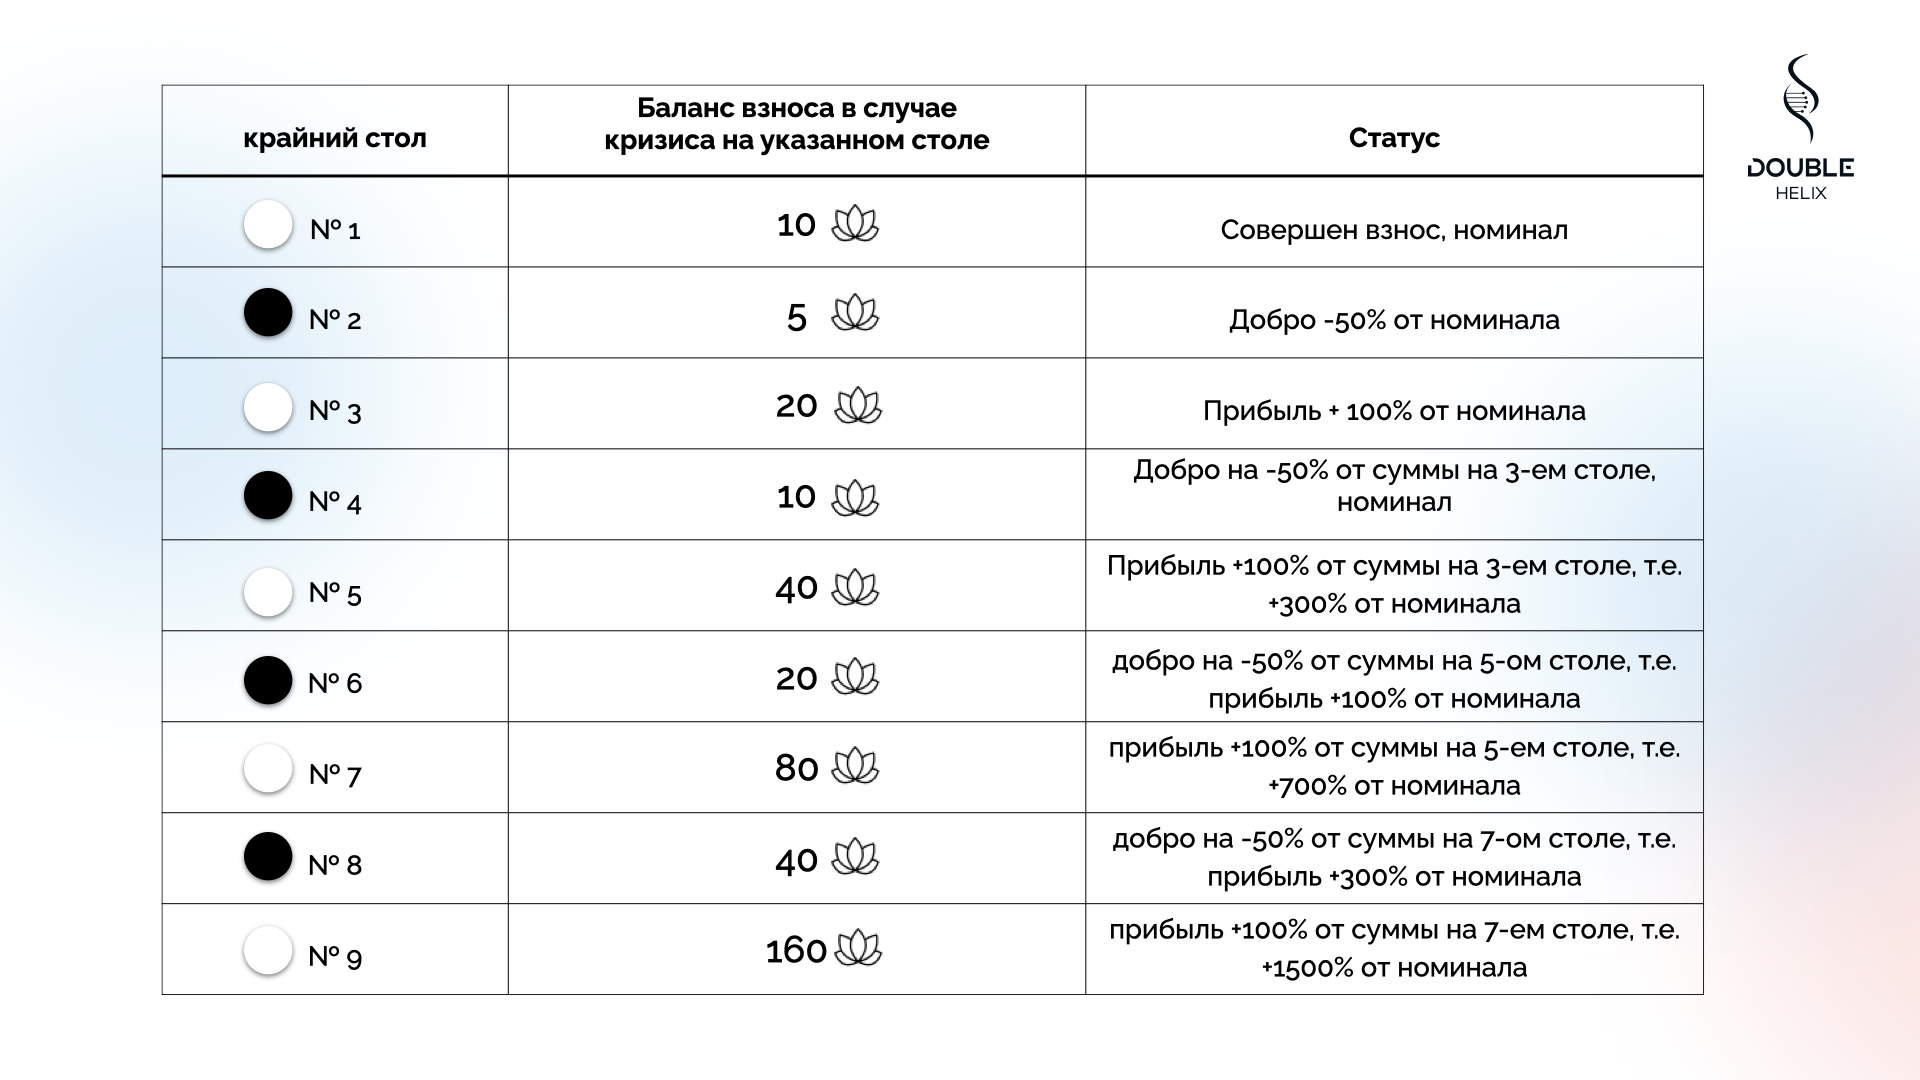 крайний стол
Баланс взноса в случае
кризиса на указанном столе
Статус
DOUBLE
HELIX
№ 1
10
Совершен взнос, номинал
№ 2
5
Добро -50% от номинала
№ 3
20
Прибыль + 100% от номинала
№ 4
10
Добро на -50% от суммы на 3-ем столе,
номинал
№ 5
40
Прибыль +100% от суммы на 3-ем столе, т.е.
+300% от номинала
№ 6
20
добро на -50% от суммы на 5-ом столе, т.е.
прибыль +100% от номинала
№ 7
80
прибыль +100% от суммы на 5-ем столе, т.е.
+700% от номинала
№ 8
40
добро на -50% от суммы на 7-ом столе, т.е.
прибыль +300% от номинала
№ 9
160
прибыль +100% от суммы на 7-ем столе, т.е.
+1500% от номинала